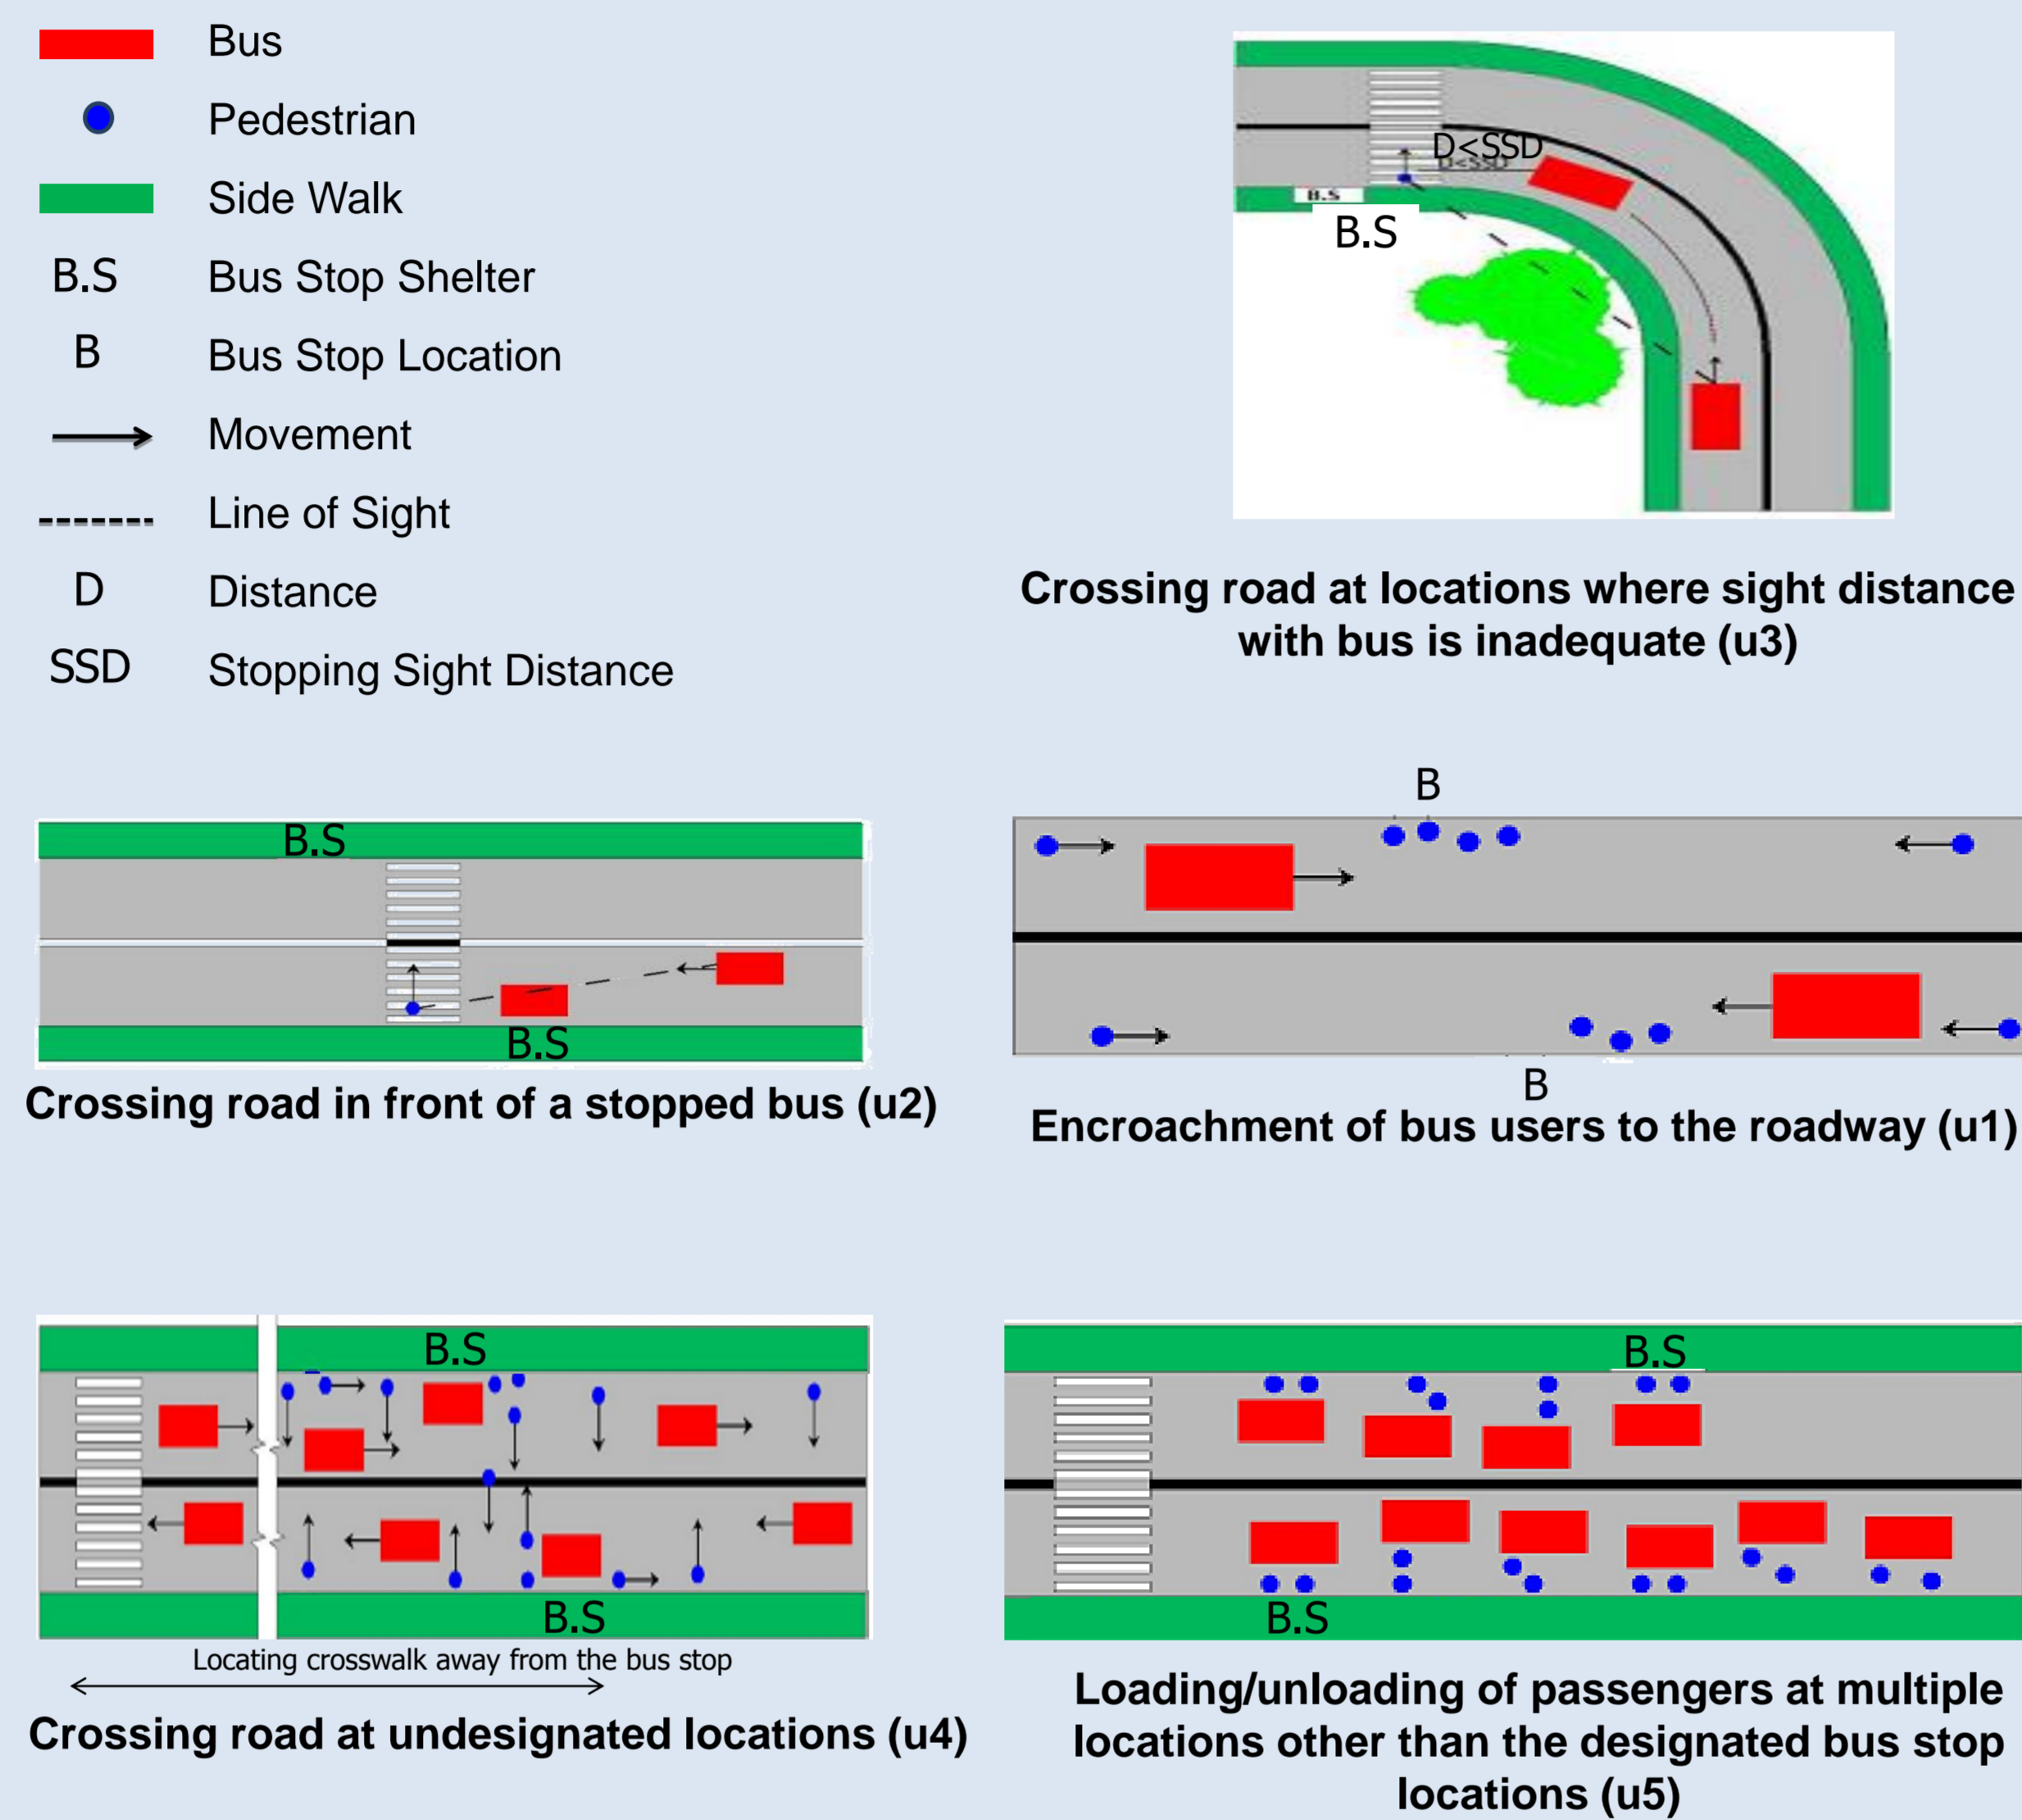 Bus
Pedestrian
Side Walk
B.S Bus Stop Shelter
B Bus Stop Location
Movement
Line of Sight
D Distance
SSD Stopping Sight Distance
D<SSD
D<SSD
B.S
B.S
Crossing road at locations where sight distance
with bus is inadequate (u3)
B.S
B.S
Crossing road in front of a stopped bus (u2)
B
B
Encroachment of bus users to the roadway (u1)
B.S
B.S
Locating crosswalk away from the bus stop
Crossing road at undesignated locations (u4)
B.S
B.S
Loading/unloading of passengers at multiple
locations other than the designated bus stop
locations (u5)